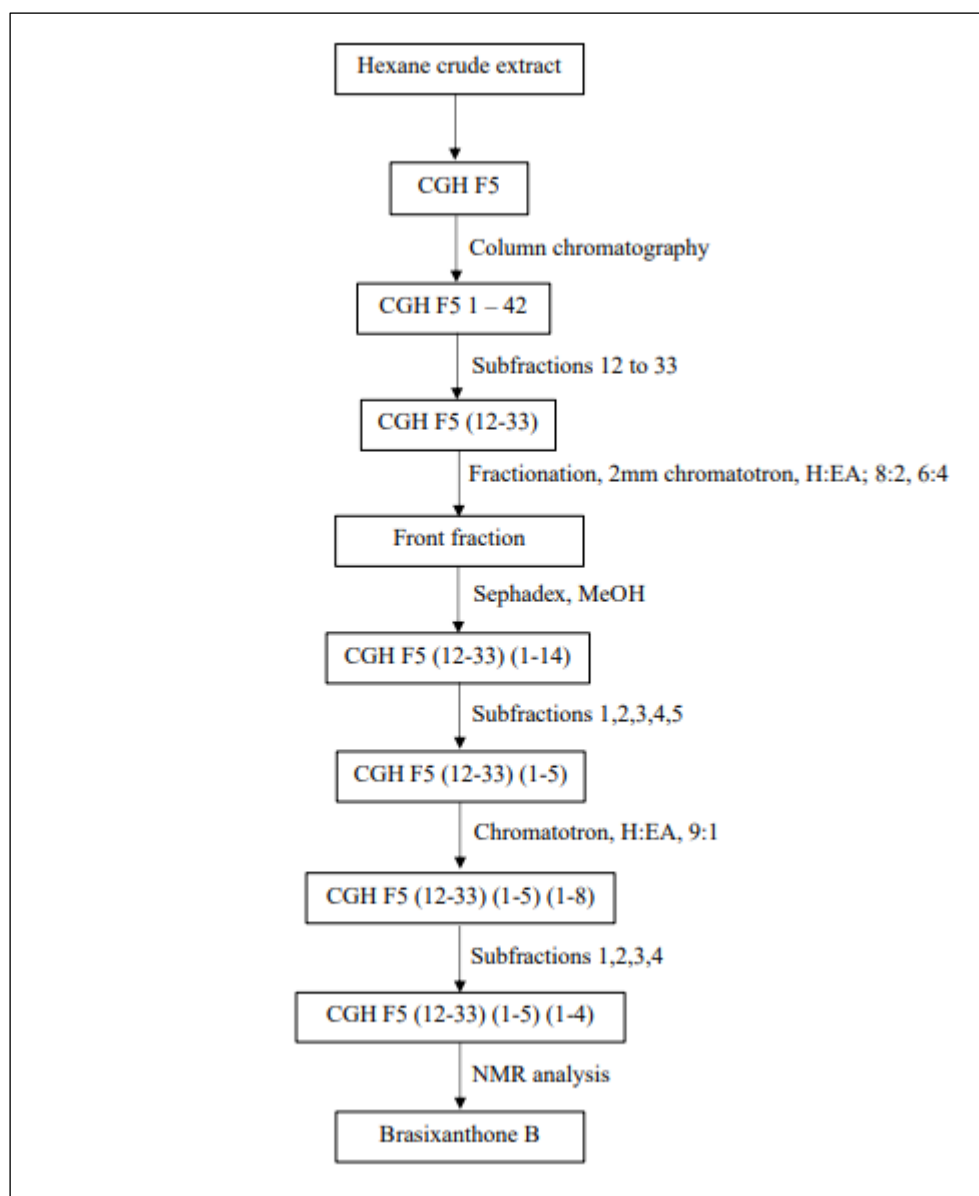 Hexane crude extract
CGH F5
Column chromatography
CGH F5 1 – 42
Subfractions 12 to 33
CGH F5 (12-33)
Fractionation, 2mm chromatotron, H:EA; 8:2, 6:4
Front fraction
Sephadex, MeOH
CGH F5 (12-33) (1-14)
Subfractions 1,2,3,4,5
CGH F5 (12-33) (1-5)
Chromatotron, H:EA, 9:1
CGH F5 (12-33) (1-5) (1-8)
Subfractions 1,2,3,4
CGH F5 (12-33) (1-5) (1-4)
NMR analysis
Brasixanthone B